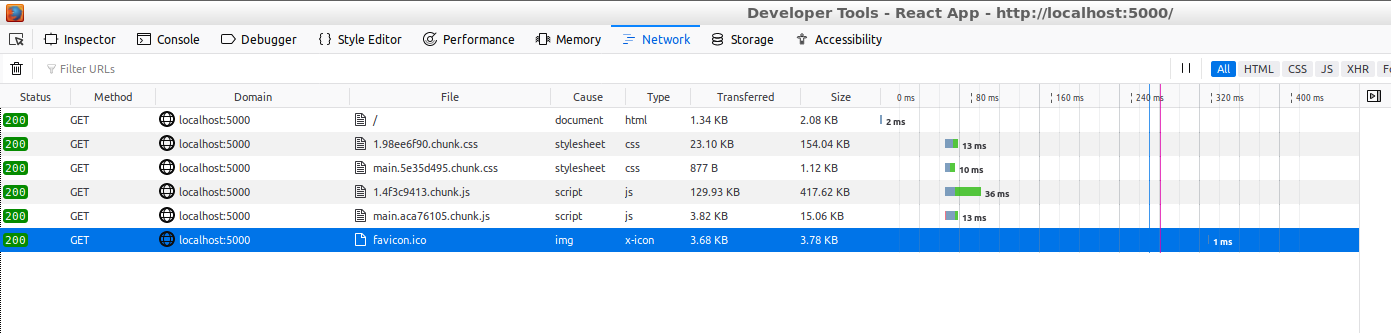 Developer Tools - React App - http://localhost:5000/
Inspector Console Debugger {} Style Editor Performance Memory Network Storage Accessibility
Filter URLs All HTML CSS JS XHR
Status Method Domain File Cause Type Transferred Size 0 ms 80 ms 160 ms 240 ms 320 ms 400 ms
200 GET localhost:5000 / document html 1.34 KB 2.08 KB 2 ms
200 GET localhost:5000 1.98ee6f90.chunk.css stylesheet css 23.10 KB 154.04 KB 13 ms
200 GET localhost:5000 main.5e35d495.chunk.css stylesheet css 877 B 1.12 KB 10 ms
200 GET localhost:5000 1.4f3c9413.chunk.js script js 129.93 KB 417.62 KB 36 ms
200 GET localhost:5000 main.aca76105.chunk.js script js 3.82 KB 15.06 KB 13 ms
200 GET localhost:5000 favicon.ico img x-icon 3.68 KB 3.78 KB 1 ms